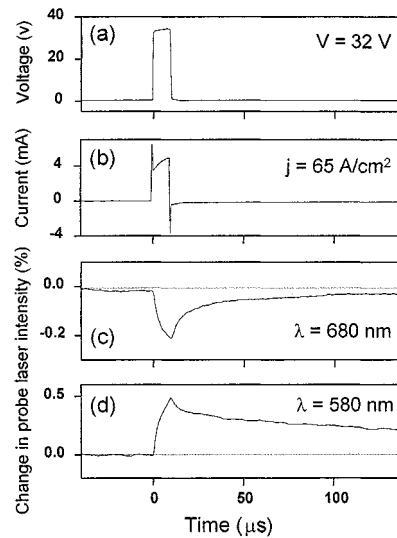 Voltage (v)
40
20
0
(a)
V = 32 V
Current (mA)
4
0
-4
(b)
j = 65 A/cm²
Change in probe laser intensity (%)
0.0
-0.2
(c)
λ = 680 nm
0.5
0.0
(d)
λ = 580 nm
0
50
100
Time (μs)